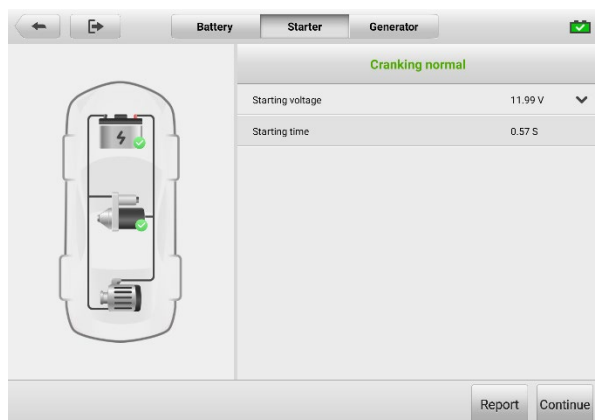 Battery Starter Generator
Cranking normal
Starting voltage 11.99 V
Starting time 0.57 S
Report Continue